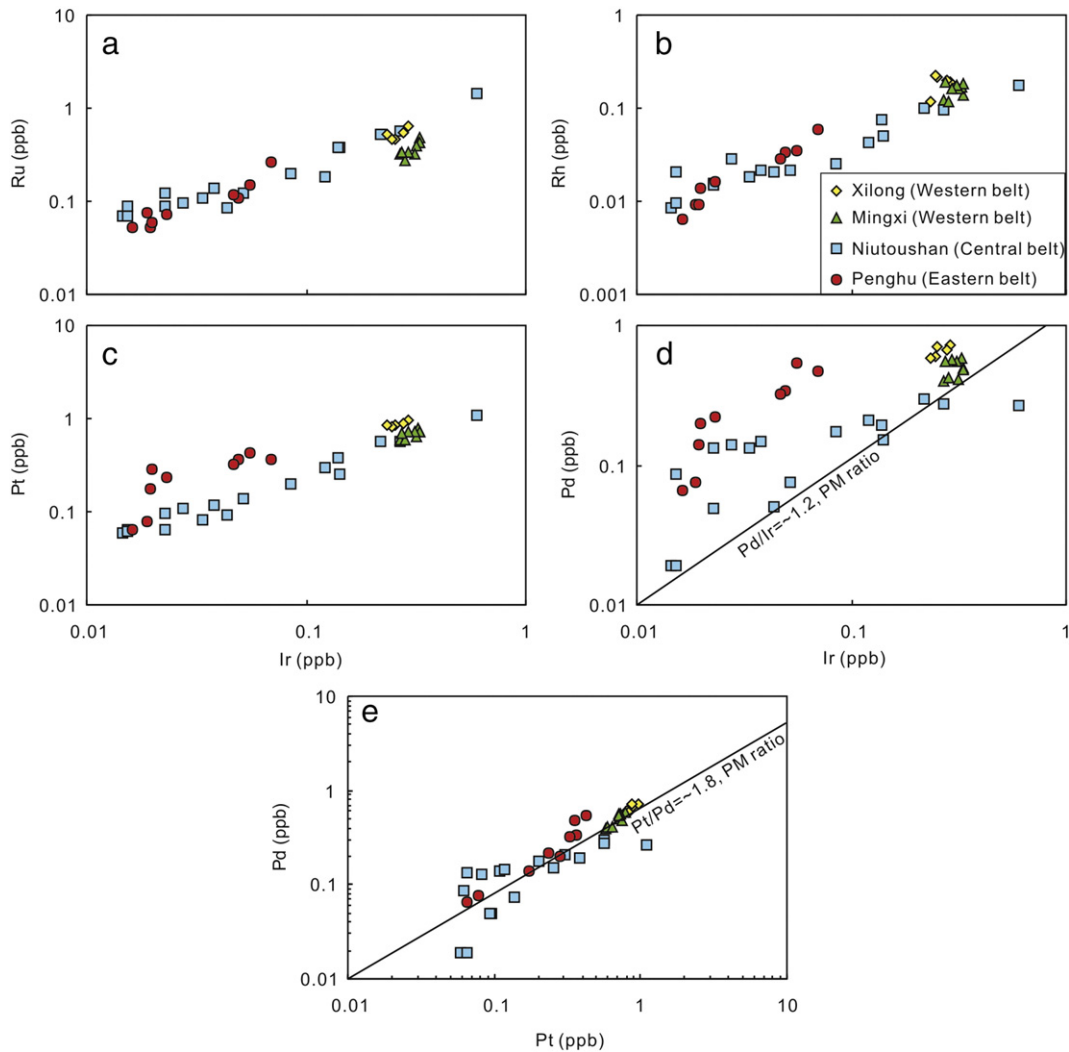 a
10
1
0.1
0.01
Ru (ppb)
b
1
0.1
0.01
0.001
Rh (ppb)
Xilong (Western belt)
Mingxi (Western belt)
Niutoushan (Central belt)
Penghu (Eastern belt)
c
10
1
0.1
0.01
Pt (ppb)
0.01
0.1
1
Ir (ppb)
d
1
0.1
0.01
Pd (ppb)
Pd/Ir=~1.2, PM ratio
0.01
0.1
1
Ir (ppb)
e
10
1
0.1
0.01
Pd (ppb)
Pt/Pd=~1.8, PM ratio
0.01
0.1
1
10
Pt (ppb)